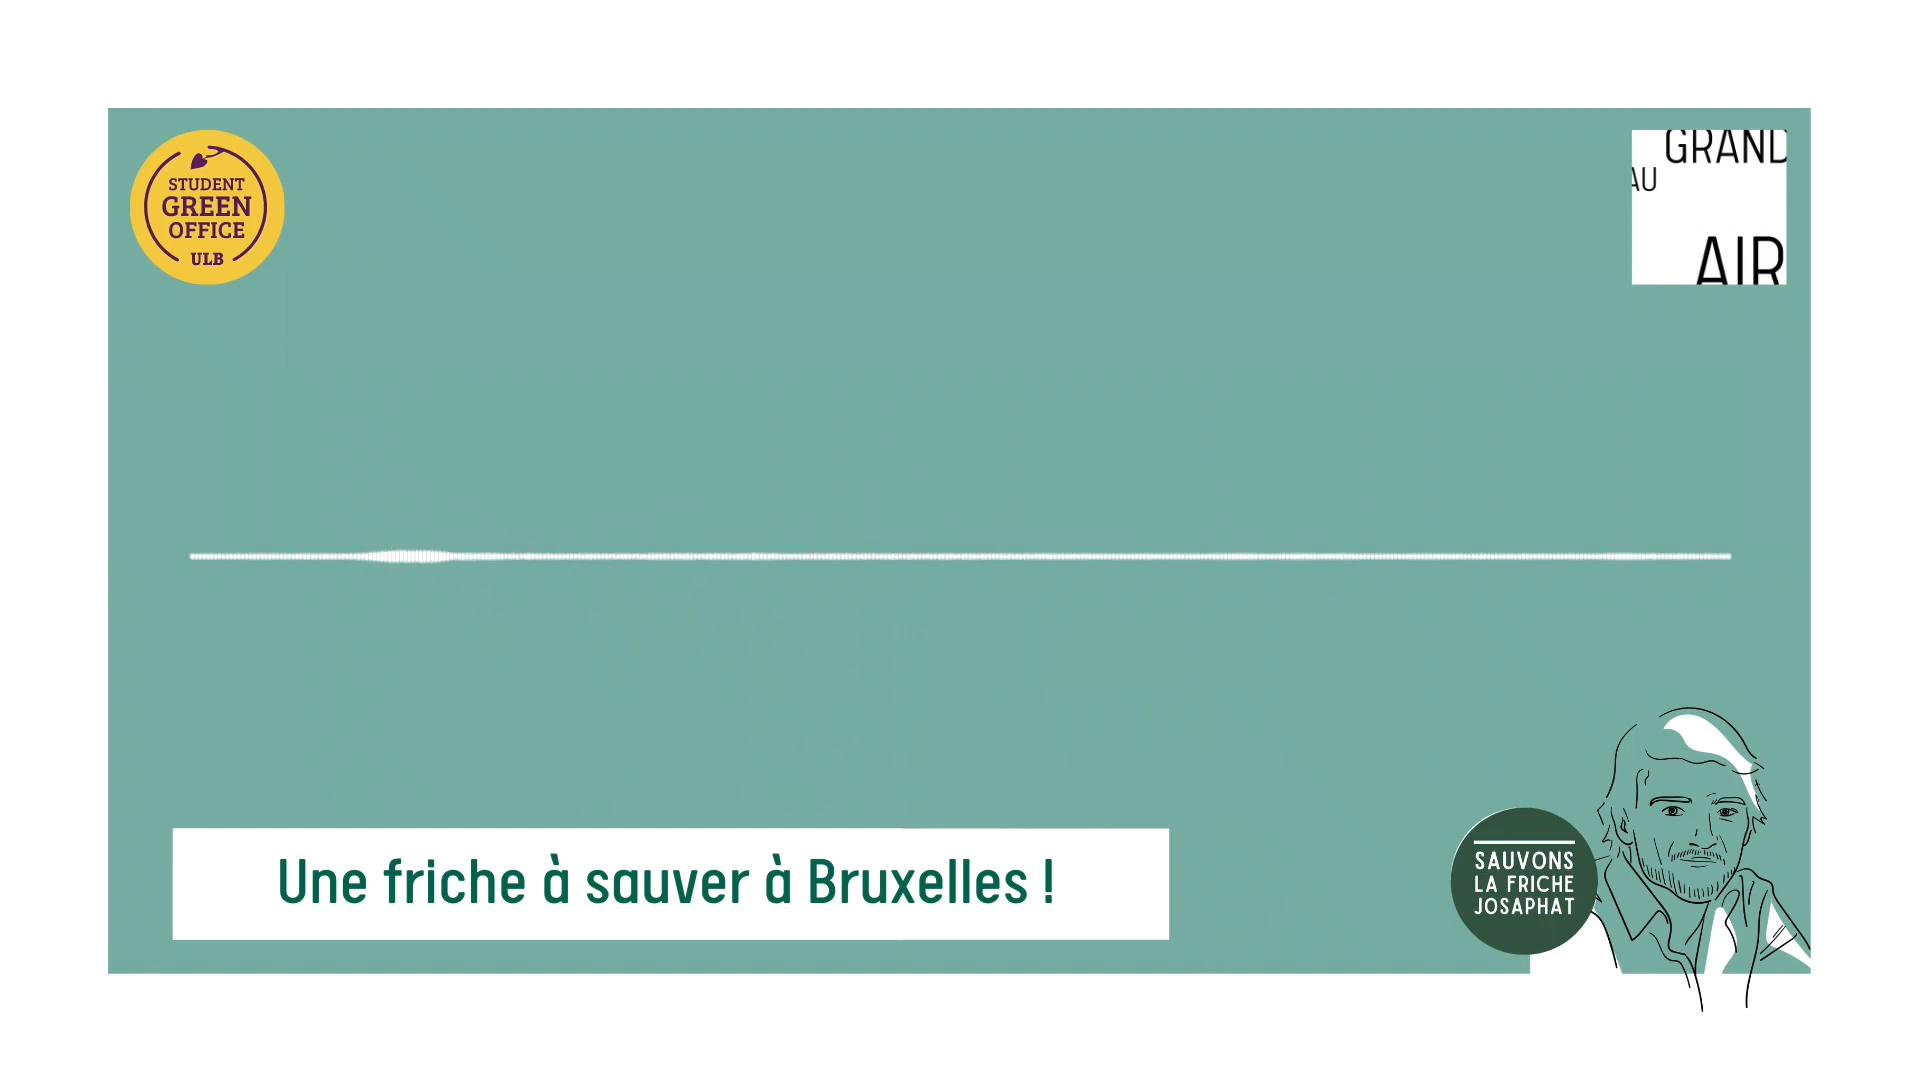 STUDENT
GREEN
OFFICE
ULB
GRAND
AU
AIR
Une friche à sauver à Bruxelles !
SAUVONS
LA FRICHE
JOSAPHAT